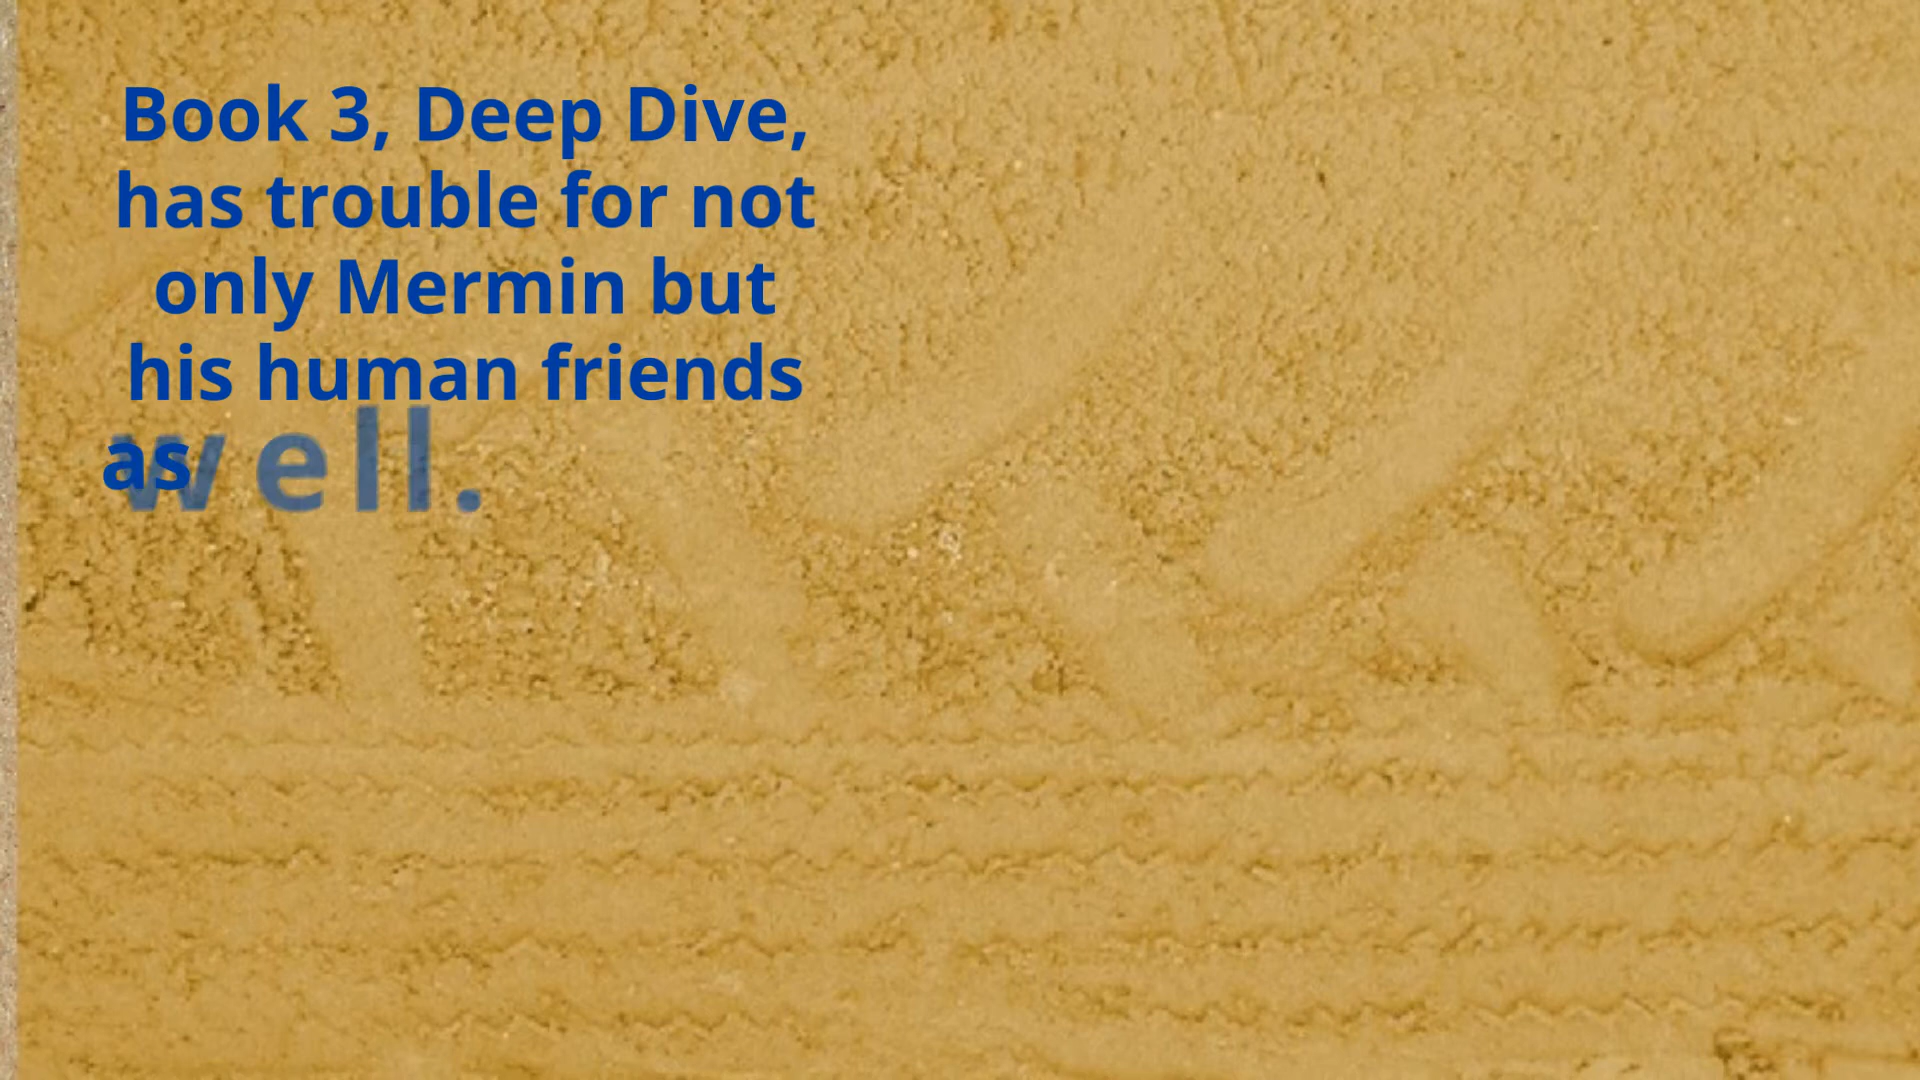 Book 3, Deep Dive,
has trouble for not
only Mermin but
his human friends
as well.